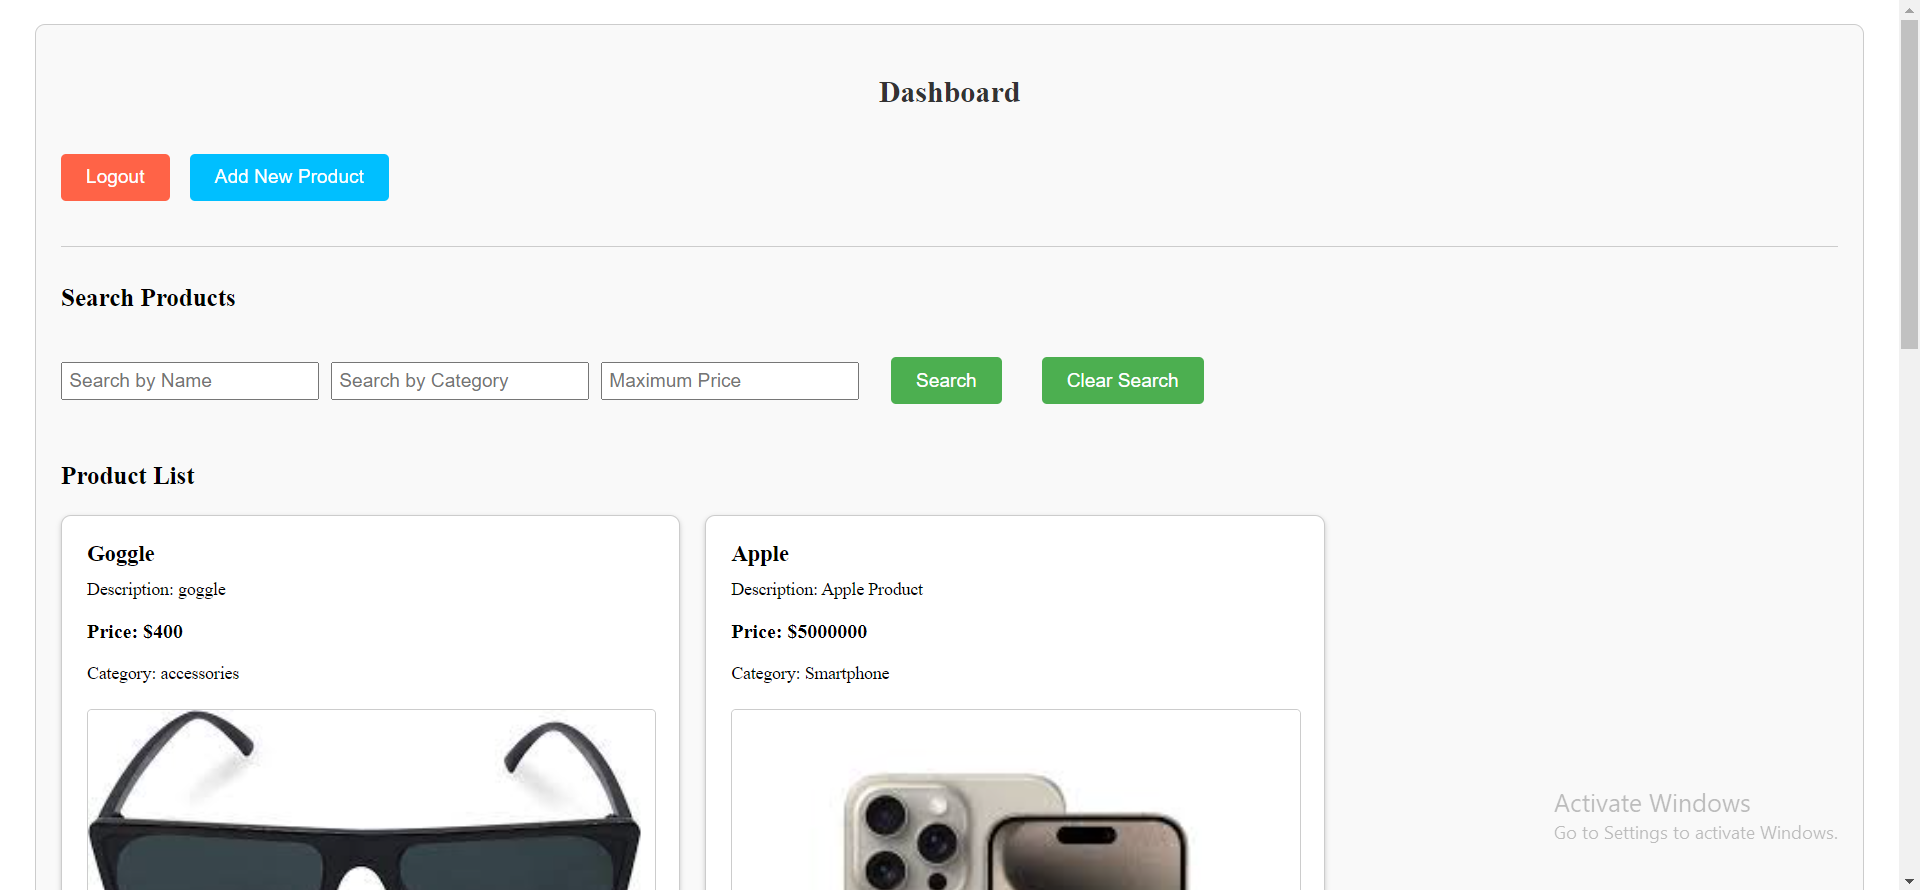 Dashboard
Logout
Add New Product
Search Products
Search by Name
Search by Category
Maximum Price
Search
Clear Search
Product List
Goggle
Description: goggle
Price: $400
Category: accessories
Apple
Description: Apple Product
Price: $5000000
Category: Smartphone
Activate Windows
Go to Settings to activate Windows.